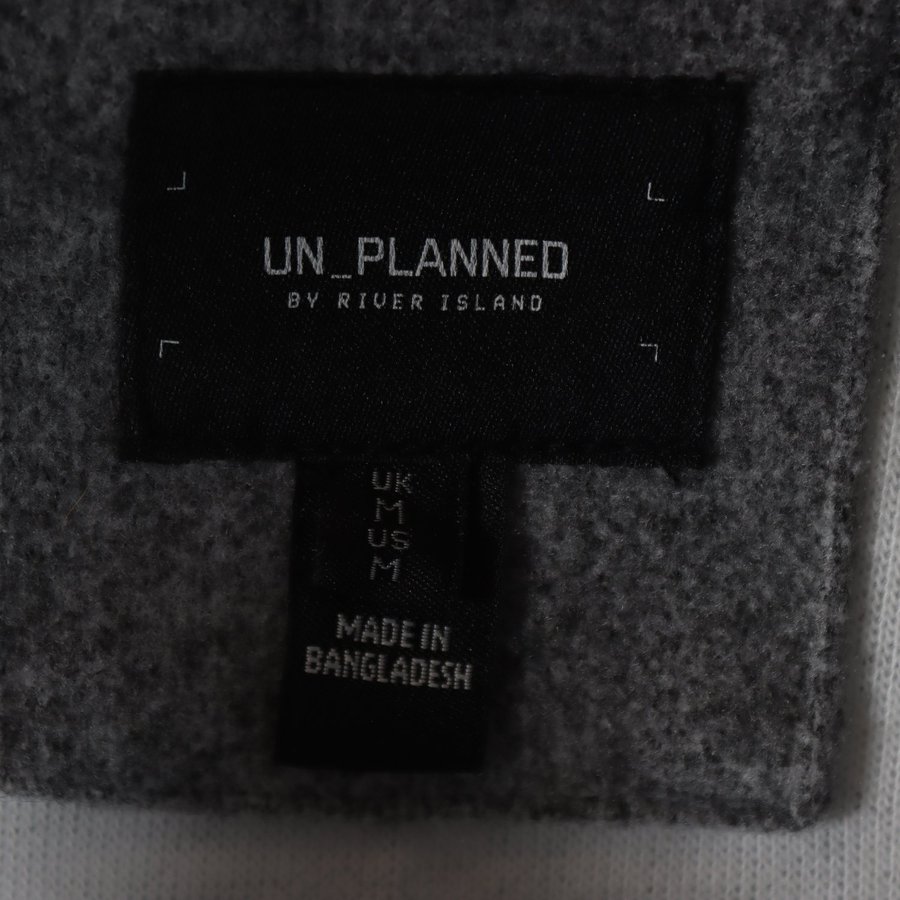 UN_PLANNED
BY RIVER ISLAND
UK
M
US
M
MADE IN
BANGLADESH